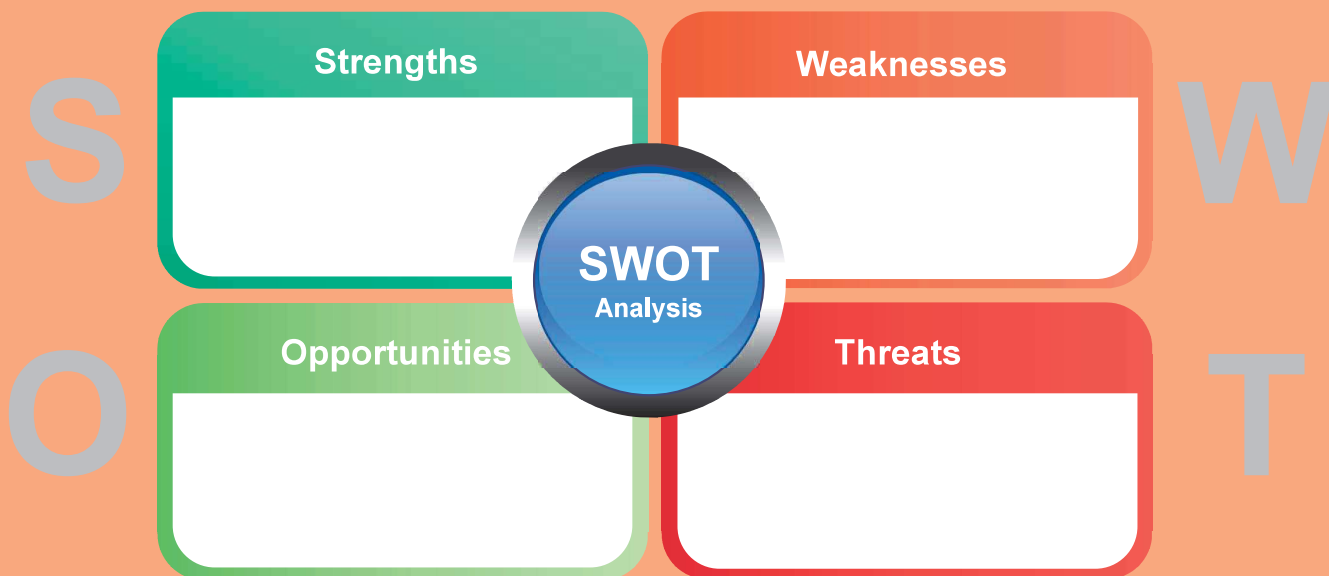 S
Strengths
Weaknesses
W
SWOT
Analysis
O
Opportunities
Threats
T